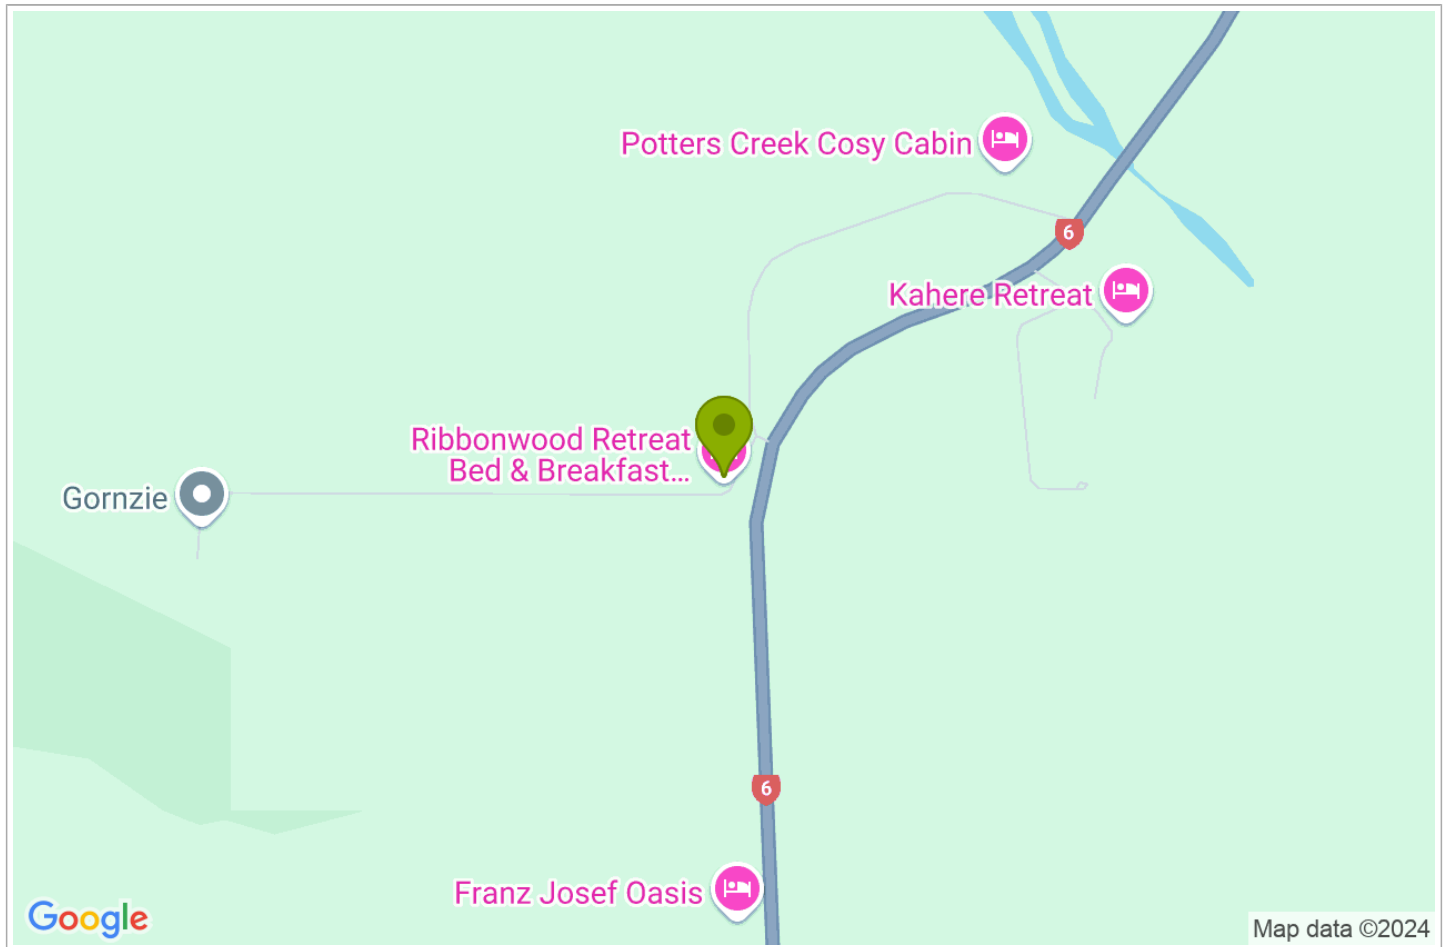 Potters Creek Cosy Cabin
6
Kahere Retreat
Ribbonwood Retreat
Bed & Breakfast...
Gornzie
6
Franz Josef Oasis
Google
Map data ©2024